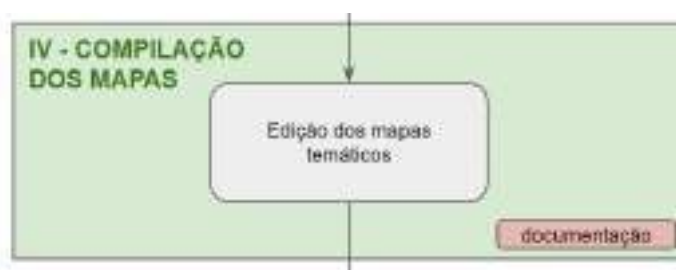 IV - COMPILAÇÃO
DOS MAPAS
Edição dos mapas
temáticos
documentação